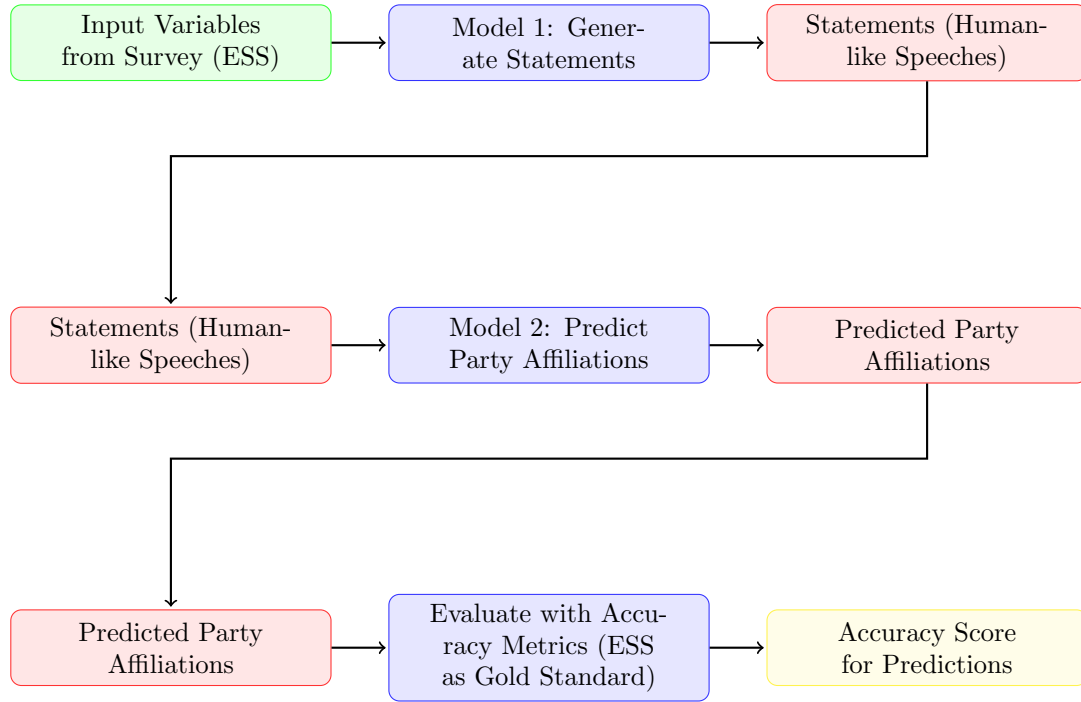 Input Variables
from Survey (ESS)
Model 1: Gener-
ate Statements
Statements (Human-
like Speeches)
Statements (Human-
like Speeches)
Model 2: Predict
Party Affiliations
Predicted Party
Affiliations
Predicted Party
Affiliations
Evaluate with Accu-
racy Metrics (ESS
as Gold Standard)
Accuracy Score
for Predictions